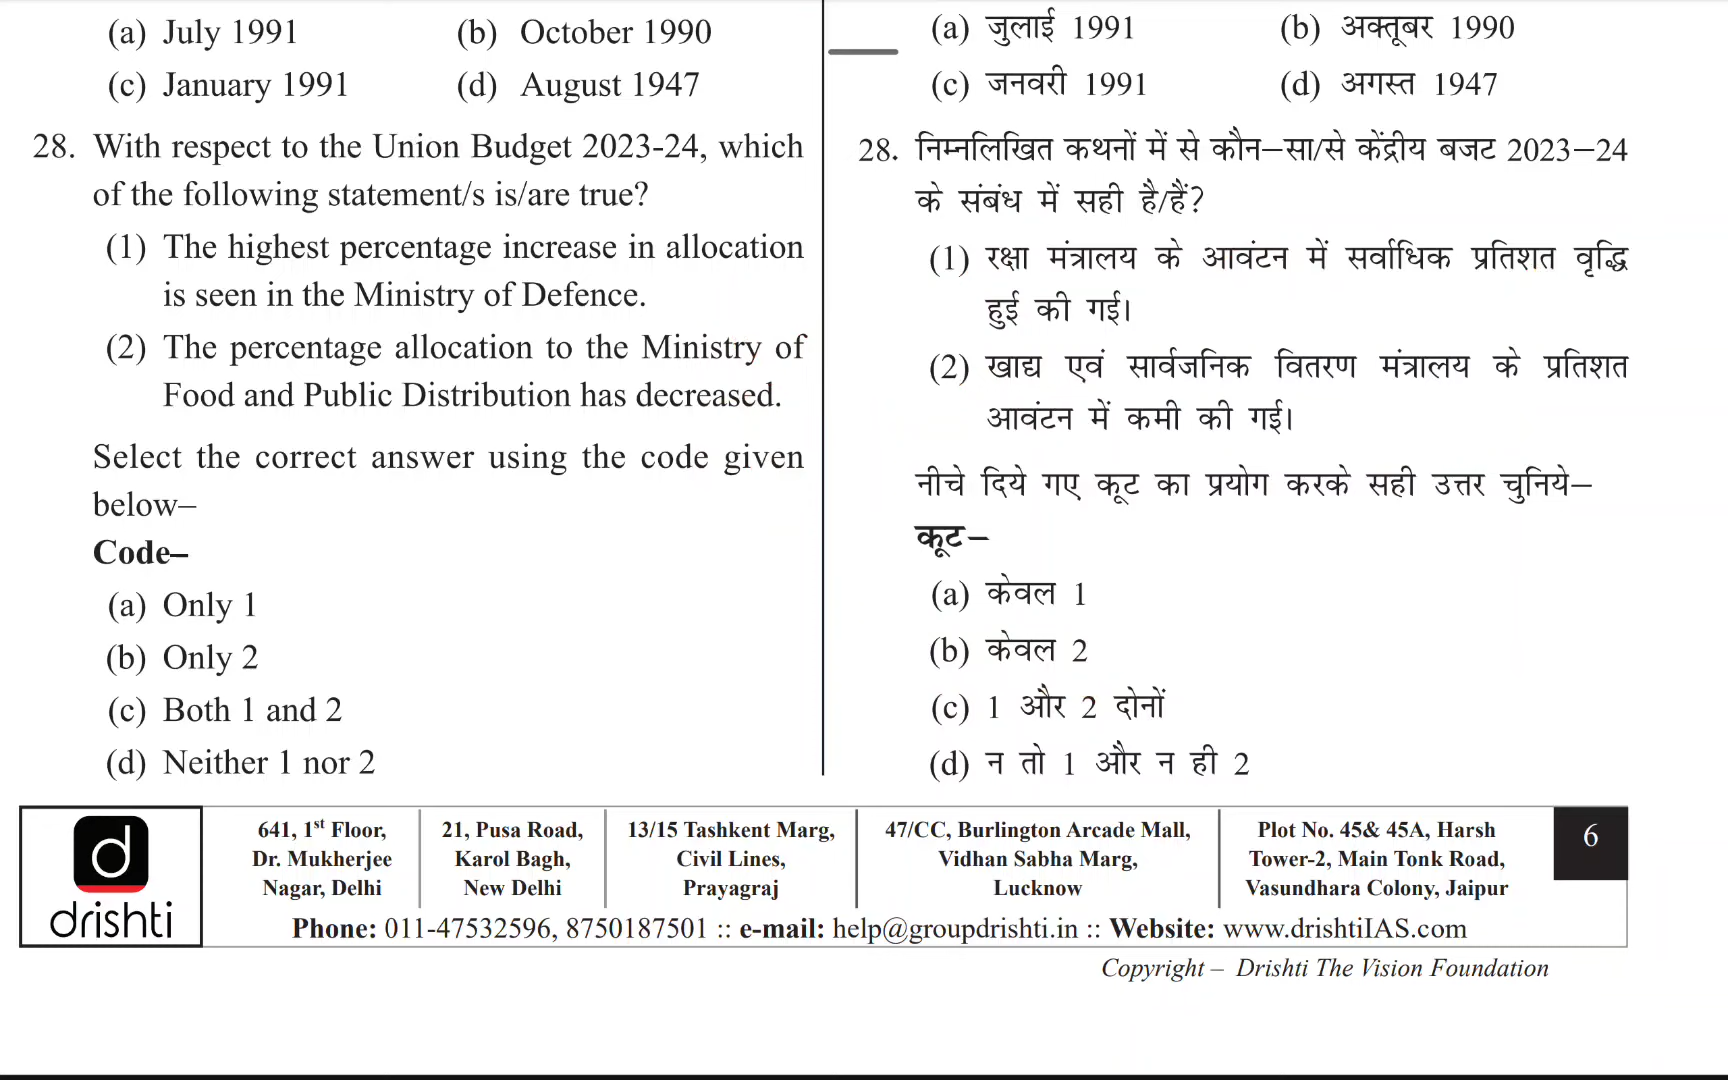 (a) July 1991 (b) October 1990
(c) January 1991 (d) August 1947
28. With respect to the Union Budget 2023-24, which
of the following statement/s is/are true?
(1) The highest percentage increase in allocation
is seen in the Ministry of Defence.
(2) The percentage allocation to the Ministry of
Food and Public Distribution has decreased.
Select the correct answer using the code given
below–
Code–
(a) Only 1
(b) Only 2
(c) Both 1 and 2
(d) Neither 1 nor 2
(a) जुलाई 1991 (b) अक्तूबर 1990
(c) जनवरी 1991 (d) अगस्त 1947
28. निम्नलिखित कथनों में से कौन–सा/से केंद्रीय बजट 2023–24
के संबंध में सही है/हैं?
(1) रक्षा मंत्रालय के आवंटन में सर्वाधिक प्रतिशत वृद्धि
हुई की गई।
(2) खाद्य एवं सार्वजनिक वितरण मंत्रालय के प्रतिशत
आवंटन में कमी की गई।
नीचे दिये गए कूट का प्रयोग करके सही उत्तर चुनिये–
कूट–
(a) केवल 1
(b) केवल 2
(c) 1 और 2 दोनों
(d) न तो 1 और न ही 2
drishti
641, 1st Floor,
Dr. Mukherjee
Nagar, Delhi
21, Pusa Road,
Karol Bagh,
New Delhi
13/15 Tashkent Marg,
Civil Lines,
Prayagraj
47/CC, Burlington Arcade Mall,
Vidhan Sabha Marg,
Lucknow
Plot No. 45& 45A, Harsh
Tower-2, Main Tonk Road,
Vasundhara Colony, Jaipur
6
Phone: 011-47532596, 8750187501 :: e-mail: help@groupdrishti.in :: Website: www.drishtiIAS.com
Copyright – Drishti The Vision Foundation